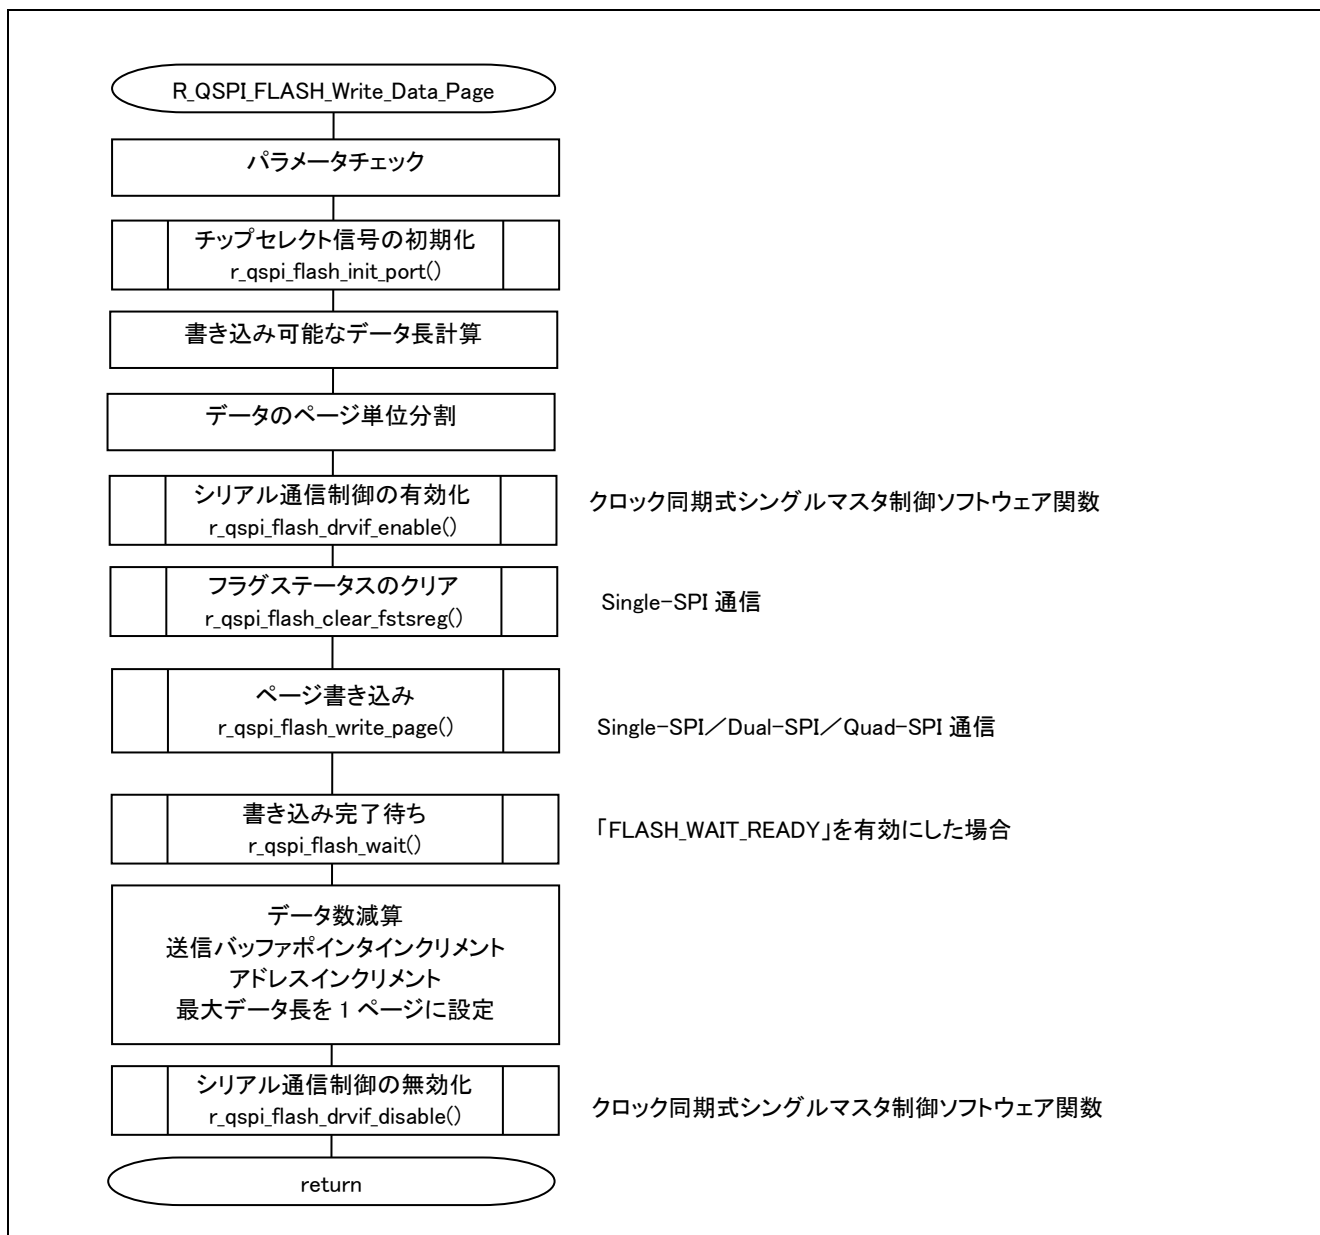 R_QSPI_FLASH_Write_Data_Page
パラメータチェック
チップセレクト信号の初期化
r_qspi_flash_init_port()
書き込み可能なデータ長計算
データのページ単位分割
シリアル通信制御の有効化
r_qspi_flash_drvif_enable()
クロック同期式シングルマスタ制御ソフトウェア関数
フラグステータスのクリア
r_qspi_flash_clear_fstsreg()
Single-SPI 通信
ページ書き込み
r_qspi_flash_write_page()
Single-SPI／Dual-SPI／Quad-SPI 通信
書き込み完了待ち
r_qspi_flash_wait()
「FLASH_WAIT_READY」を有効にした場合
データ数減算
送信バッファポインタインクリメント
アドレスインクリメント
最大データ長を 1 ページに設定
シリアル通信制御の無効化
r_qspi_flash_drvif_disable()
クロック同期式シングルマスタ制御ソフトウェア関数
return